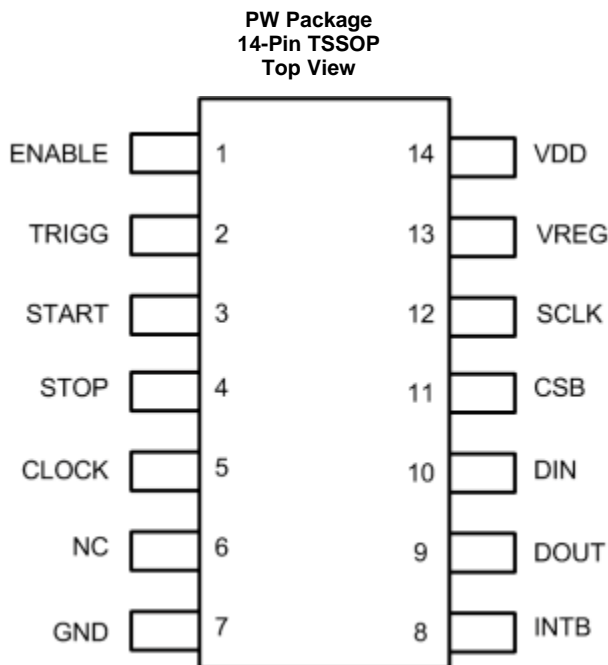 PW Package
14-Pin TSSOP
Top View
ENABLE 1 14 VDD
TRIGG 2 13 VREG
START 3 12 SCLK
STOP 4 11 CSB
CLOCK 5 10 DIN
NC 6 9 DOUT
GND 7 8 INTB